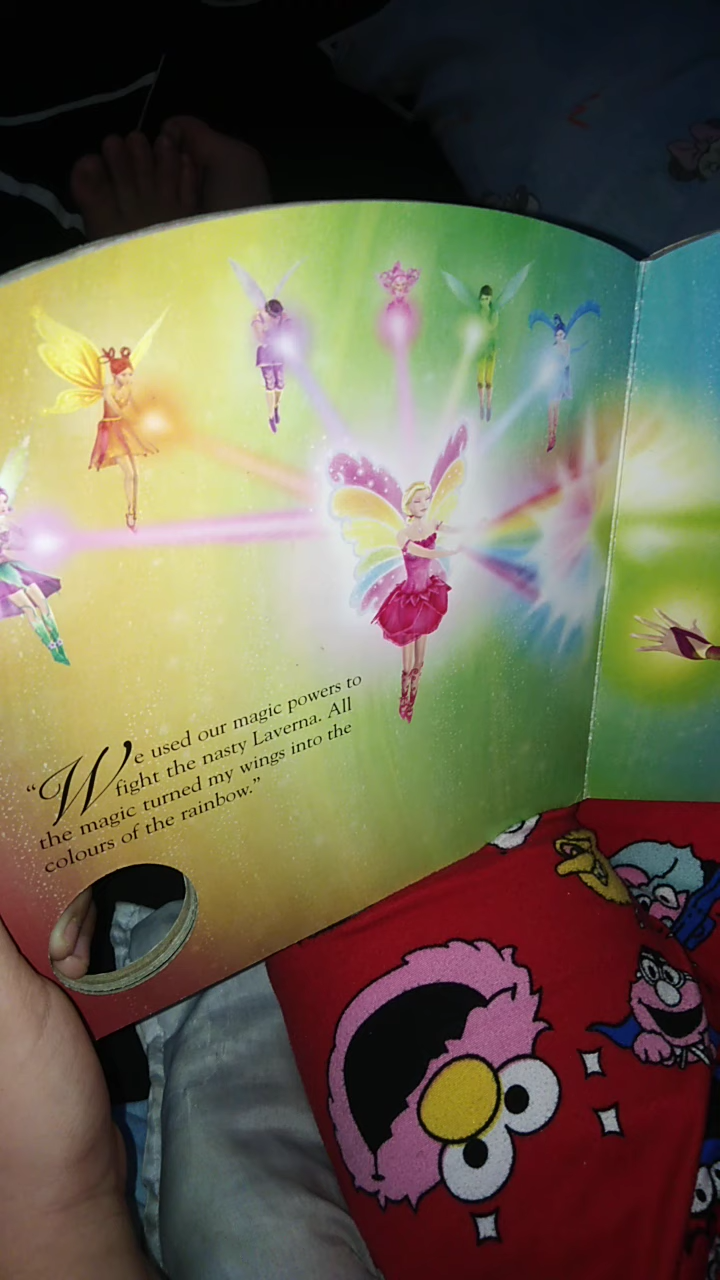 "We used our magic powers to
fight the nasty Laverna. All
the magic turned my wings into the
colours of the rainbow."